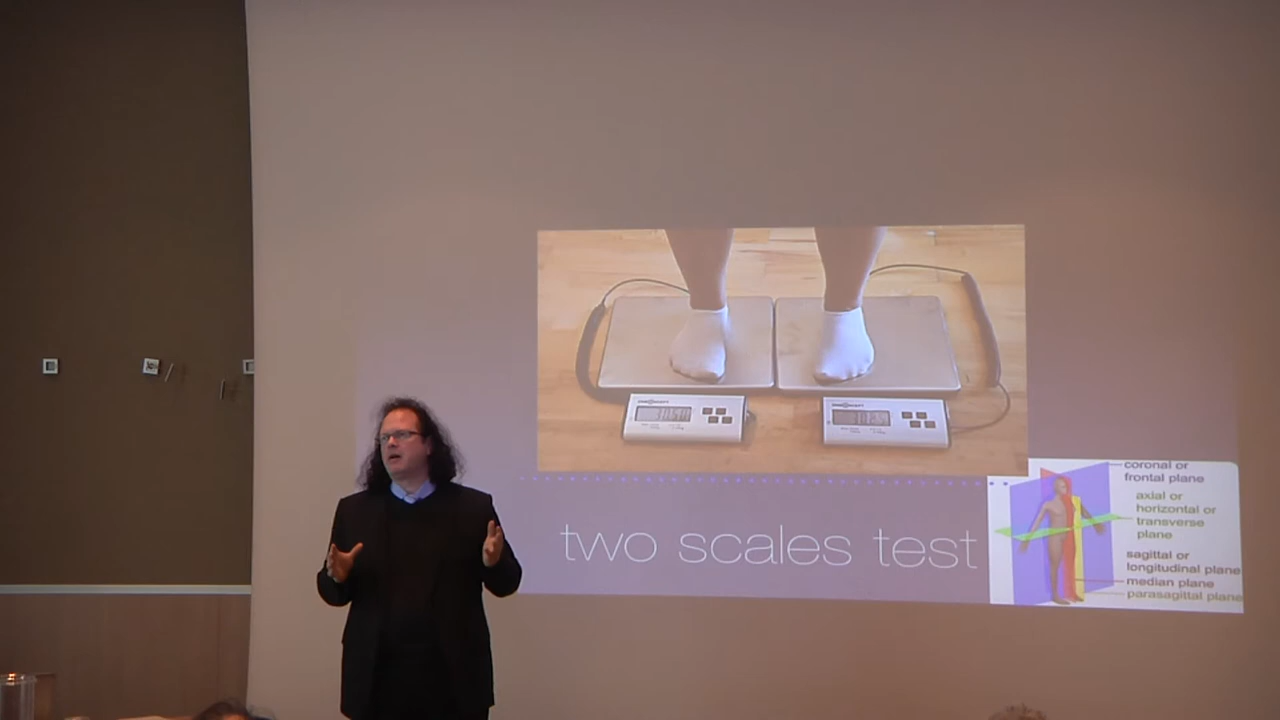 two scales test
coronal or
frontal plane
axial or
horizontal or
transverse
plane
sagittal or
longitudinal plane
median plane
parasagittal plane